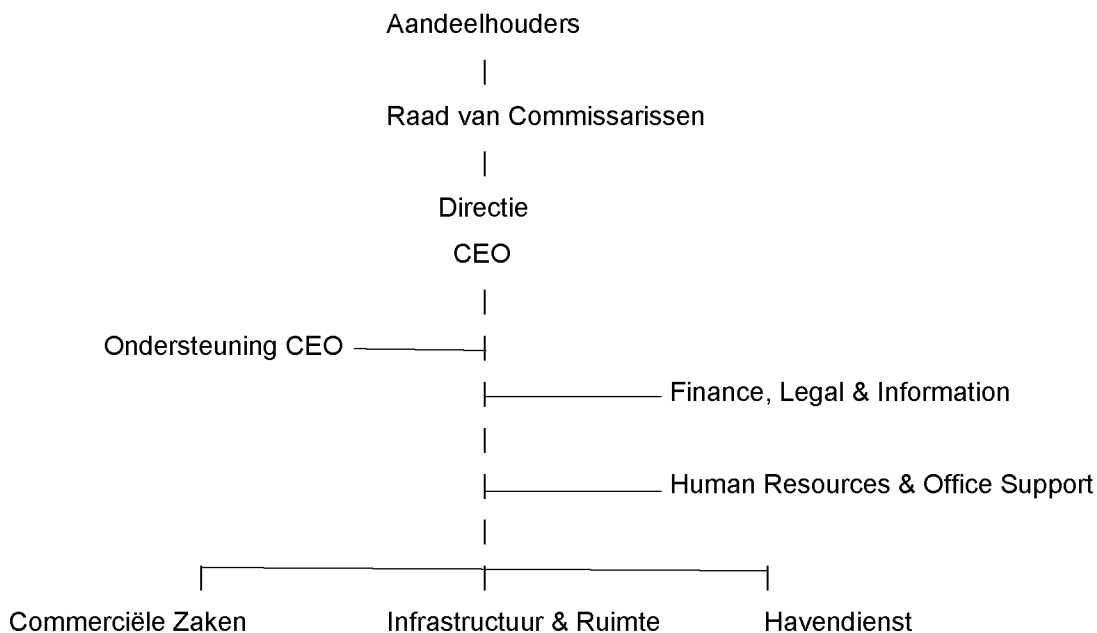 Aandeelhouders
Raad van Commissarissen
Directie
CEO
Ondersteuning CEO
Finance, Legal & Information
Human Resources & Office Support
Commerciële Zaken
Infrastructuur & Ruimte
Havendienst